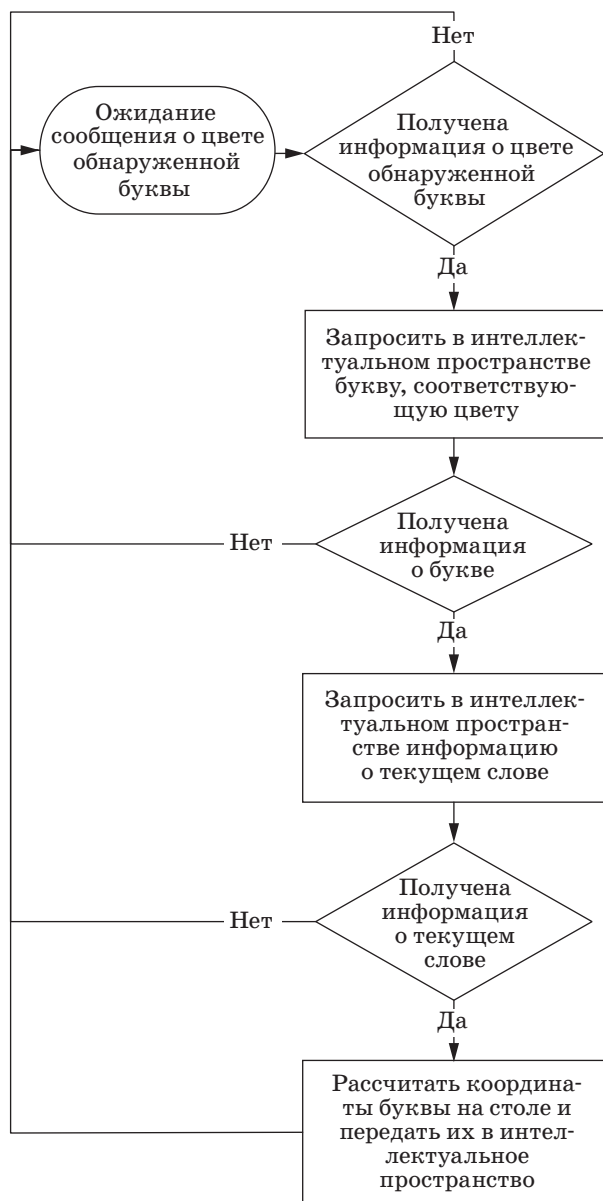 Нет
Ожидание
сообщения о цвете
обнаруженной
буквы
Получена
информация о цвете
обнаруженной
буквы
Да
Запросить в интеллек-
туальном пространстве
букву, соответствую-
щую цвету
Нет
Получена
информация
о букве
Да
Запросить в интеллек-
туальном простран-
стве информацию
о текущем слове
Нет
Получена
информация
о текущем
слове
Да
Рассчитать координа-
ты буквы на столе и
передать их в интел-
лектуальное
пространство